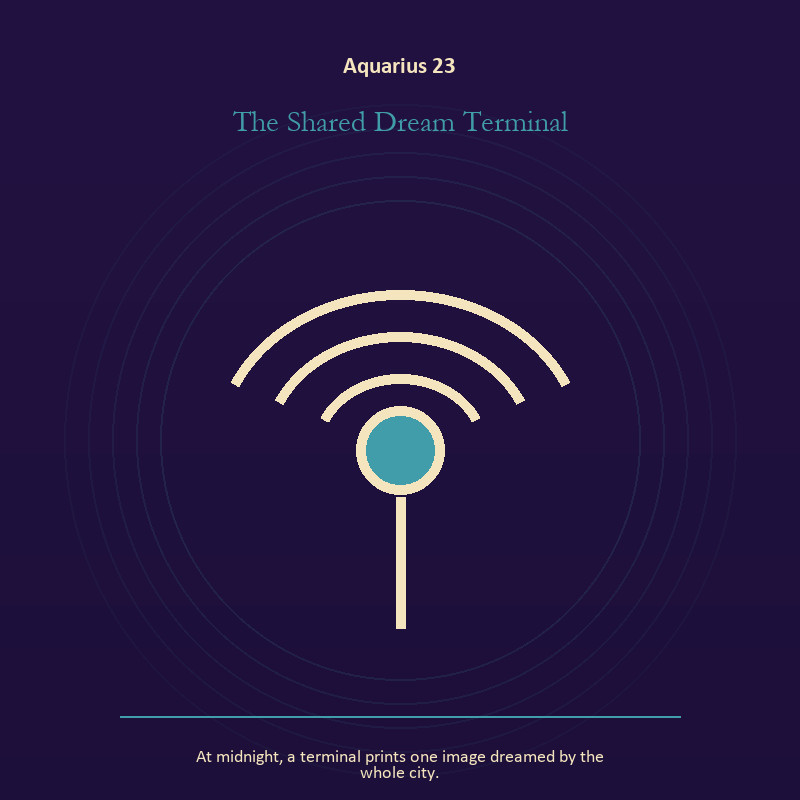 Aquarius 23
The Shared Dream Terminal
At midnight, a terminal prints one image dreamed by the
whole city.